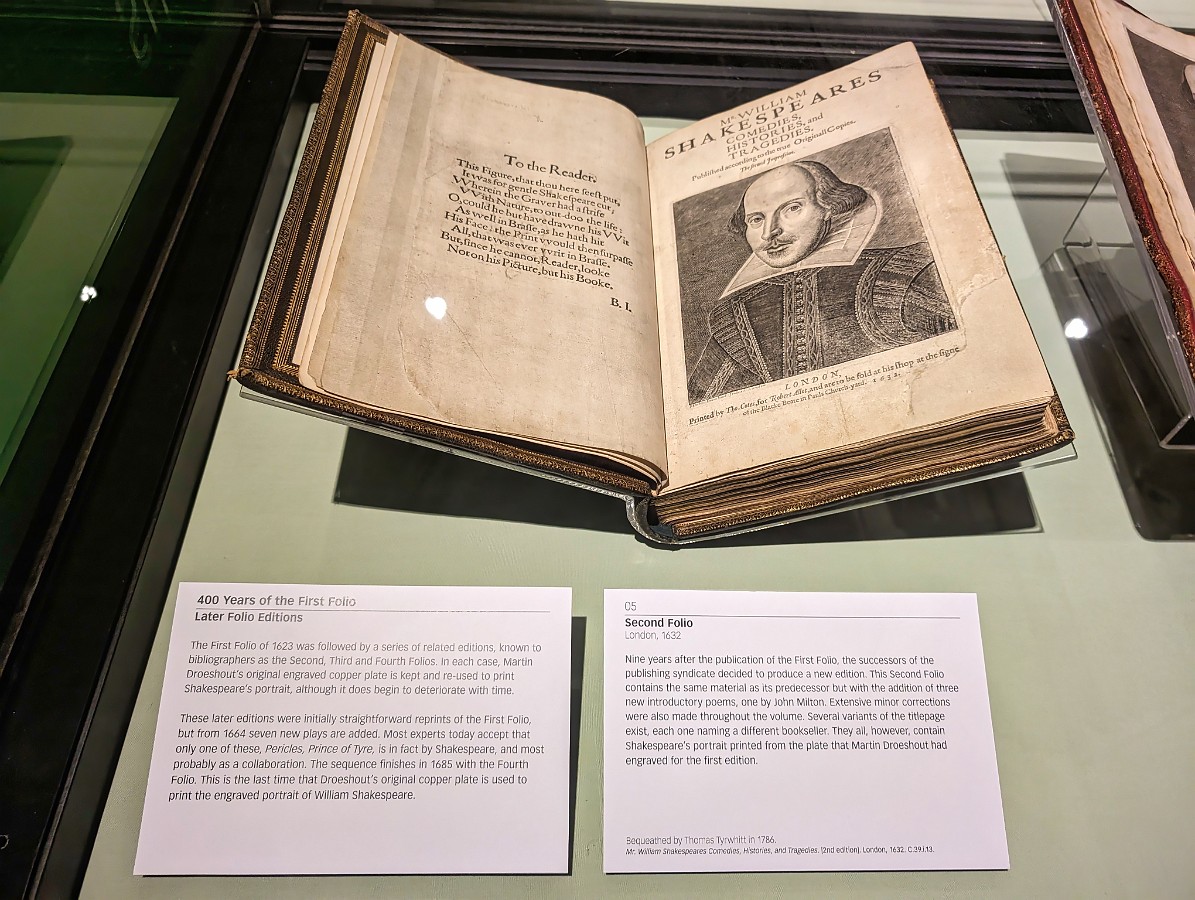 To the Reader.
This Figure, that thou here seest put,
It was for gentle Shakespeare cut;
Wherein the Graver had a strife
VVith Nature, to out-doo the life:
O, could he but have drawne his VVit
As well in Brasse, as he hath hit
His Face; the Print vvould then surpasse
All, that vvas ever vvrit in Brasse.
But, since he cannot, Reader, looke
Not on his Picture, but his Booke.
B. I.
Mr. WILLIAM
SHAKESPEARES
COMEDIES,
HISTORIES, and
TRAGEDIES.
Published according to the true Originall Copies.
The second Impression.
LONDON,
Printed by Tho. Cotes, for Robert Allot, and are to be sold at his shop at the signe
of the Blacke Beare in Pauls Church-yard. 1632.
400 Years of the First Folio
Later Folio Editions
The First Folio of 1623 was followed by a series of related editions, known to
bibliographers as the Second, Third and Fourth Folios. In each case, Martin
Droeshout's original engraved copper plate is kept and re-used to print
Shakespeare's portrait, although it does begin to deteriorate with time.
These later editions were initially straightforward reprints of the First Folio,
but from 1664 seven new plays are added. Most experts today accept that
only one of these, Pericles, Prince of Tyre, is in fact by Shakespeare, and most
probably as a collaboration. The sequence finishes in 1685 with the Fourth
Folio. This is the last time that Droeshout's original copper plate is used to
print the engraved portrait of William Shakespeare.
05
Second Folio
London, 1632
Nine years after the publication of the First Folio, the successors of the
publishing syndicate decided to produce a new edition. This Second Folio
contains the same material as its predecessor but with the addition of three
new introductory poems, one by John Milton. Extensive minor corrections
were also made throughout the volume. Several variants of the titlepage
exist, each one naming a different bookseller. They all, however, contain
Shakespeare's portrait printed from the plate that Martin Droeshout had
engraved for the first edition.
Bequeathed by Thomas Tyrwhitt in 1786.
Mr. William Shakespeares Comedies, Histories, and Tragedies. [2nd edition]. London, 1632. C.39.i.13.